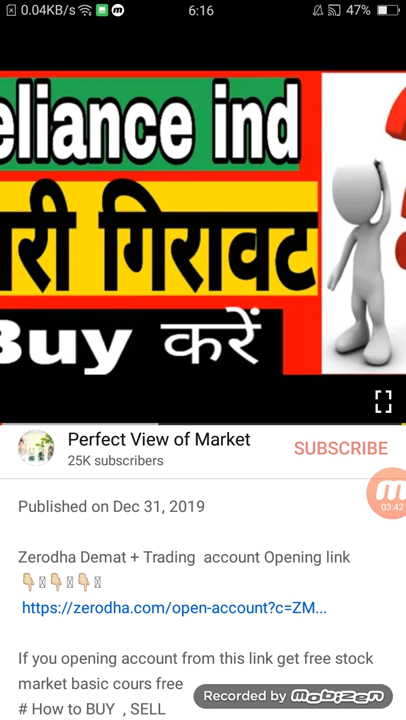 0.04KB/s
6:16
47%
eliance ind
री गिरावट
Buy करें
Perfect View of Market
25K subscribers
SUBSCRIBE
03:42
Published on Dec 31, 2019
Zerodha Demat + Trading account Opening link
https://zerodha.com/open-account?c=ZM...
If you opening account from this link get free stock
market basic cours free
Recorded by mobizen
# How to BUY , SELL